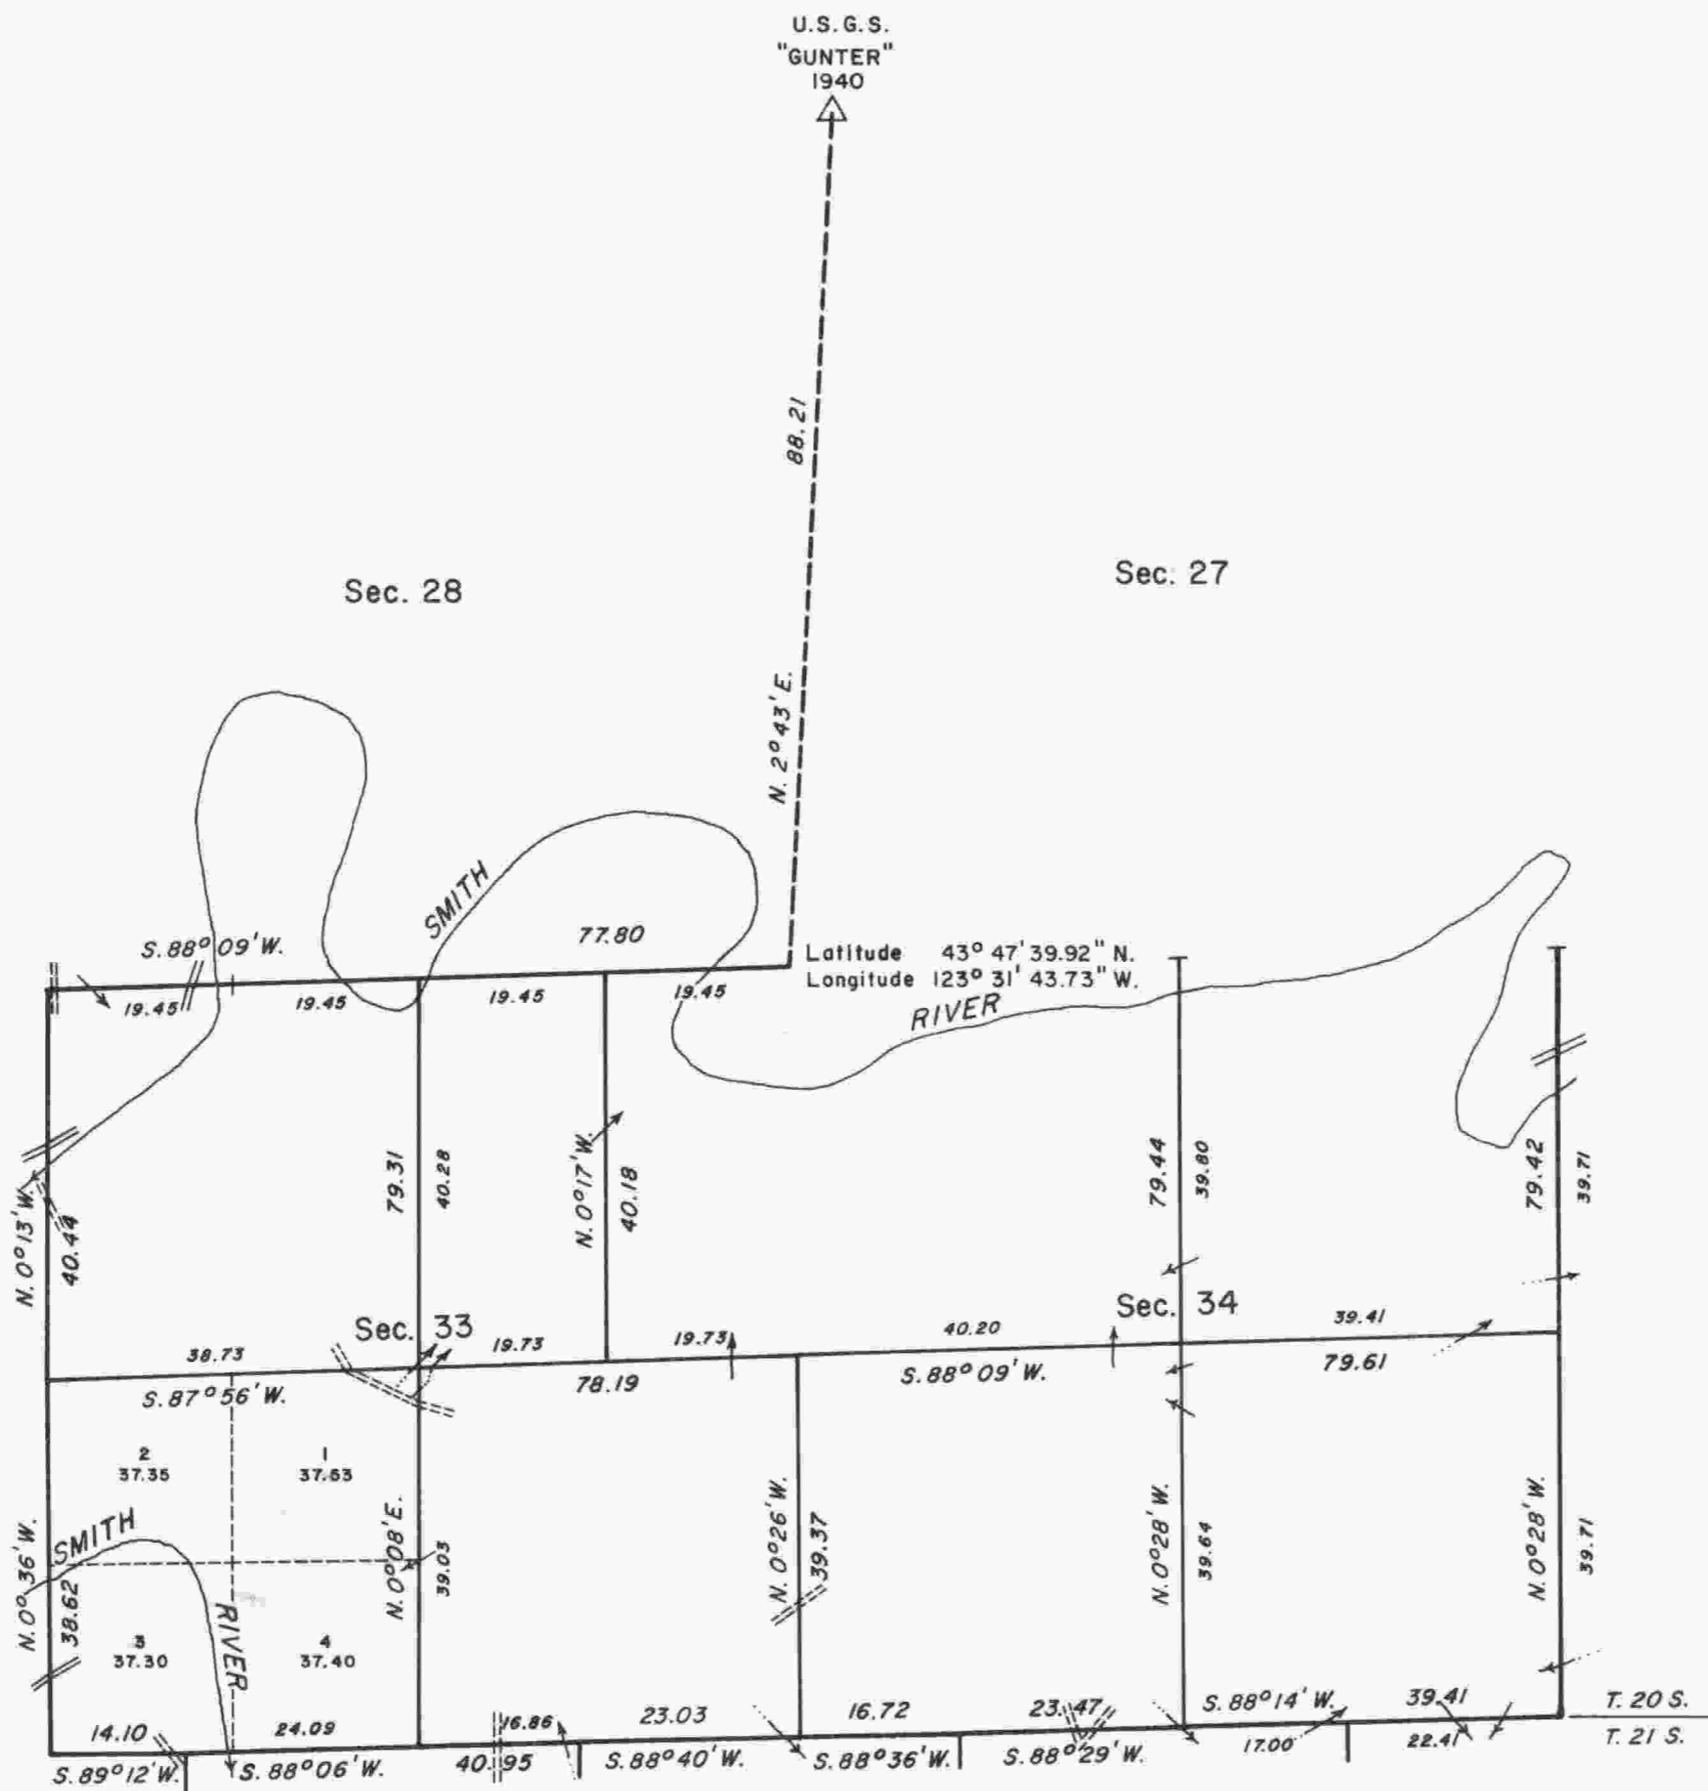 U.S.G.S.
"GUNTER"
1940
88.21
N. 2° 43' E.
Sec. 28
Sec. 27
SMITH
S. 88° 09' W.
77.80
Latitude 43° 47' 39.92" N.
Longitude 123° 31' 43.73" W.
19.45
19.45
19.45
19.45
RIVER
N. 0° 13' W.
40.44
79.31
40.28
N. 0° 17' W.
40.18
79.44
39.80
79.42
39.71
Sec. 33
Sec. 34
38.73
19.73
19.73
40.20
39.41
S. 87° 56' W.
78.19
S. 88° 09' W.
79.61
2
37.35
1
37.63
SMITH
N. 0° 36' W.
38.62
N. 0° 08' E.
39.03
N. 0° 26' W.
39.37
N. 0° 28' W.
39.64
N. 0° 28' W.
39.71
RIVER
3
37.30
4
37.40
14.10
24.09
16.86
23.03
16.72
23.47
S. 88° 14' W.
39.41
T. 20 S.
S. 89° 12' W.
S. 88° 06' W.
40.95
S. 88° 40' W.
S. 88° 36' W.
S. 88° 29' W.
17.00
22.41
T. 21 S.